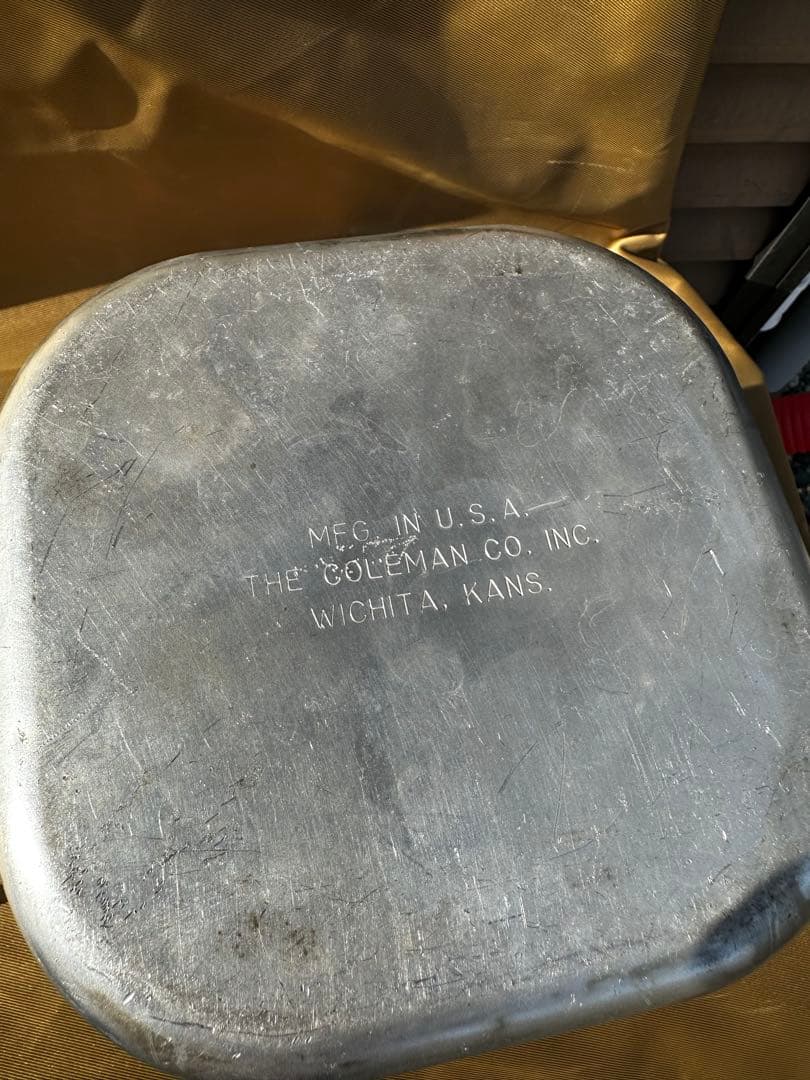 MFG. IN U.S.A.
THE COLEMAN CO. INC.
WICHITA, KANS.